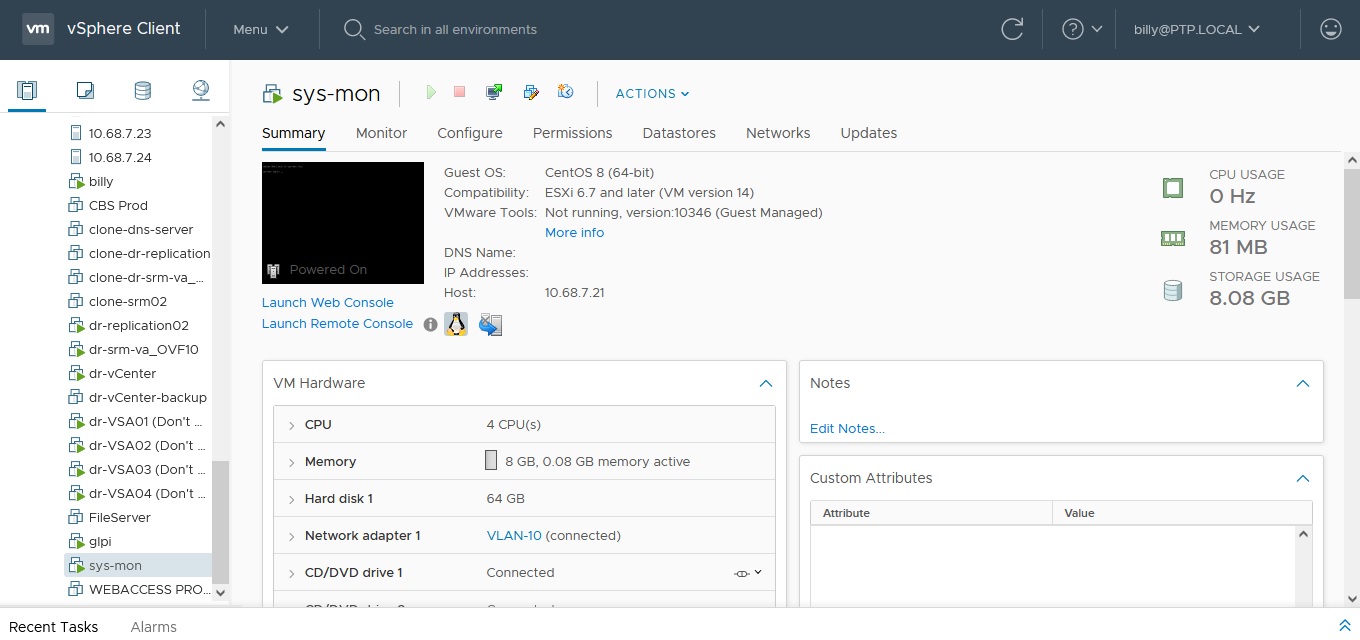 vm vSphere Client Menu Search in all environments billy@PTP.LOCAL
10.68.7.23
10.68.7.24
billy
CBS Prod
clone-dns-server
clone-dr-replication
clone-dr-srm-va_...
clone-srm02
dr-replication02
dr-srm-va_OVF10
dr-vCenter
dr-vCenter-backup
dr-VSA01 (Don't ...
dr-VSA02 (Don't ...
dr-VSA03 (Don't ...
dr-VSA04 (Don't ...
FileServer
glpi
sys-mon
WEBACCESS PRO...
sys-mon ACTIONS
Summary Monitor Configure Permissions Datastores Networks Updates
Powered On
Launch Web Console
Launch Remote Console
Guest OS: CentOS 8 (64-bit)
Compatibility: ESXi 6.7 and later (VM version 14)
VMware Tools: Not running, version:10346 (Guest Managed)
More info
DNS Name:
IP Addresses:
Host: 10.68.7.21
CPU USAGE
0 Hz
MEMORY USAGE
81 MB
STORAGE USAGE
8.08 GB
VM Hardware
CPU 4 CPU(s)
Memory 8 GB, 0.08 GB memory active
Hard disk 1 64 GB
Network adapter 1 VLAN-10 (connected)
CD/DVD drive 1 Connected
Notes
Edit Notes...
Custom Attributes
Attribute Value
Recent Tasks Alarms